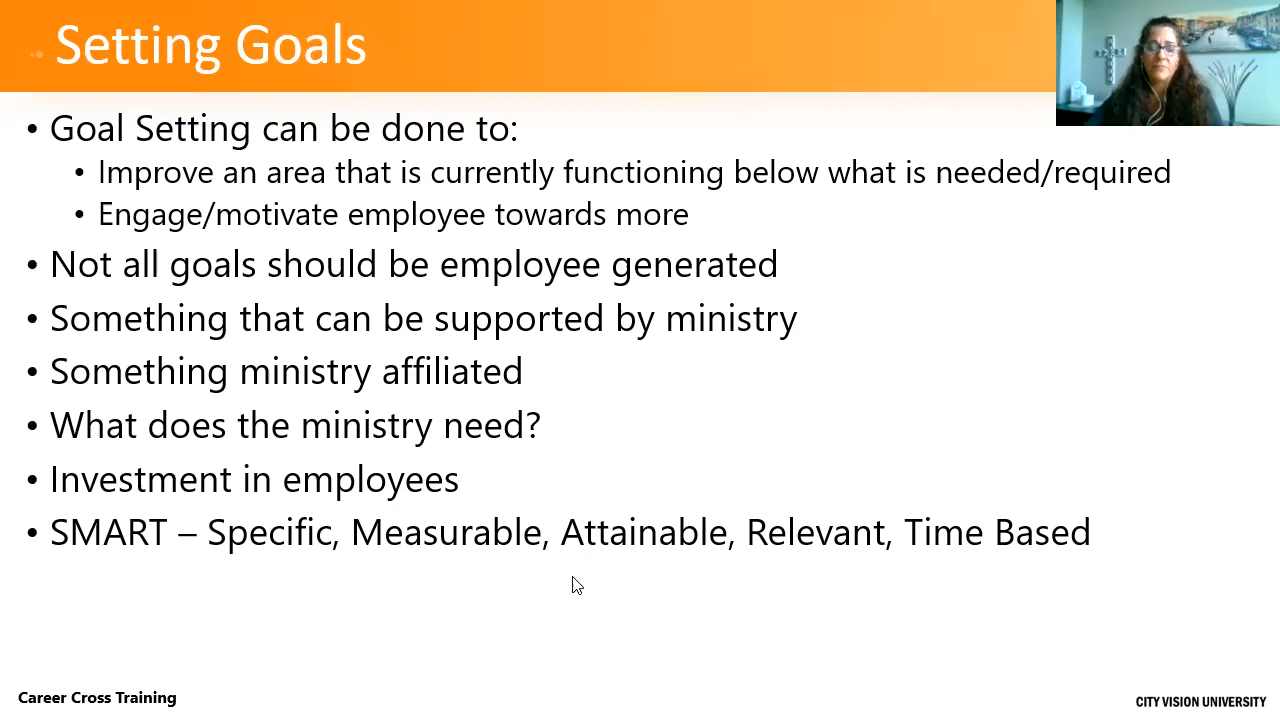 Setting Goals
• Goal Setting can be done to:
• Improve an area that is currently functioning below what is needed/required
• Engage/motivate employee towards more
• Not all goals should be employee generated
• Something that can be supported by ministry
• Something ministry affiliated
• What does the ministry need?
• Investment in employees
• SMART – Specific, Measurable, Attainable, Relevant, Time Based
Career Cross Training
CITY VISION UNIVERSITY